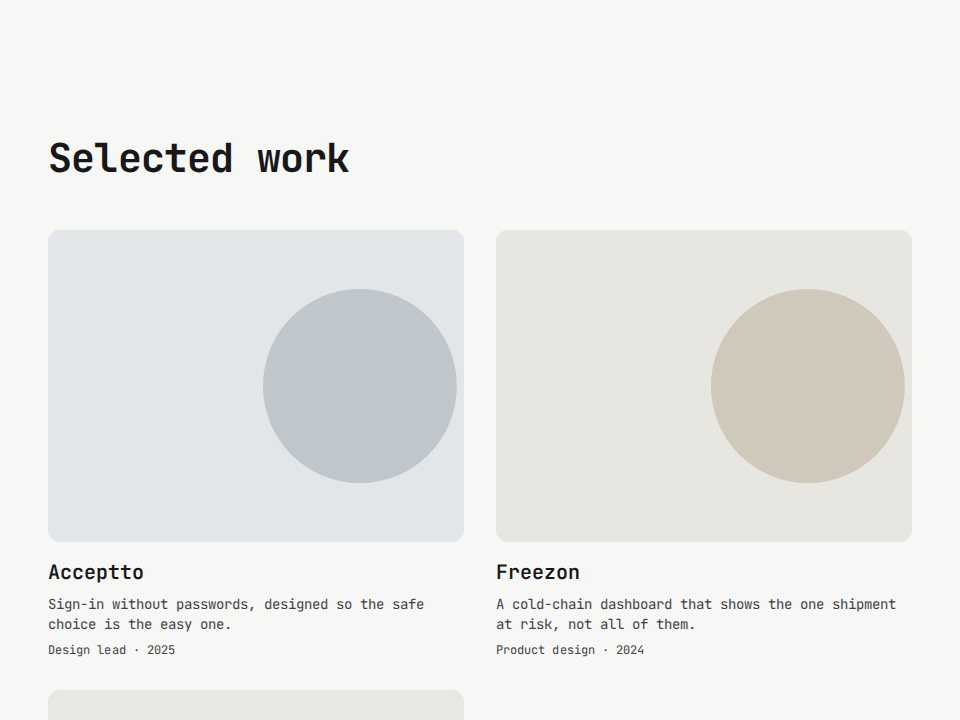 Selected work
Acceptto
Sign-in without passwords, designed so the safe
choice is the easy one.
Design lead · 2025
Freezon
A cold-chain dashboard that shows the one shipment
at risk, not all of them.
Product design · 2024